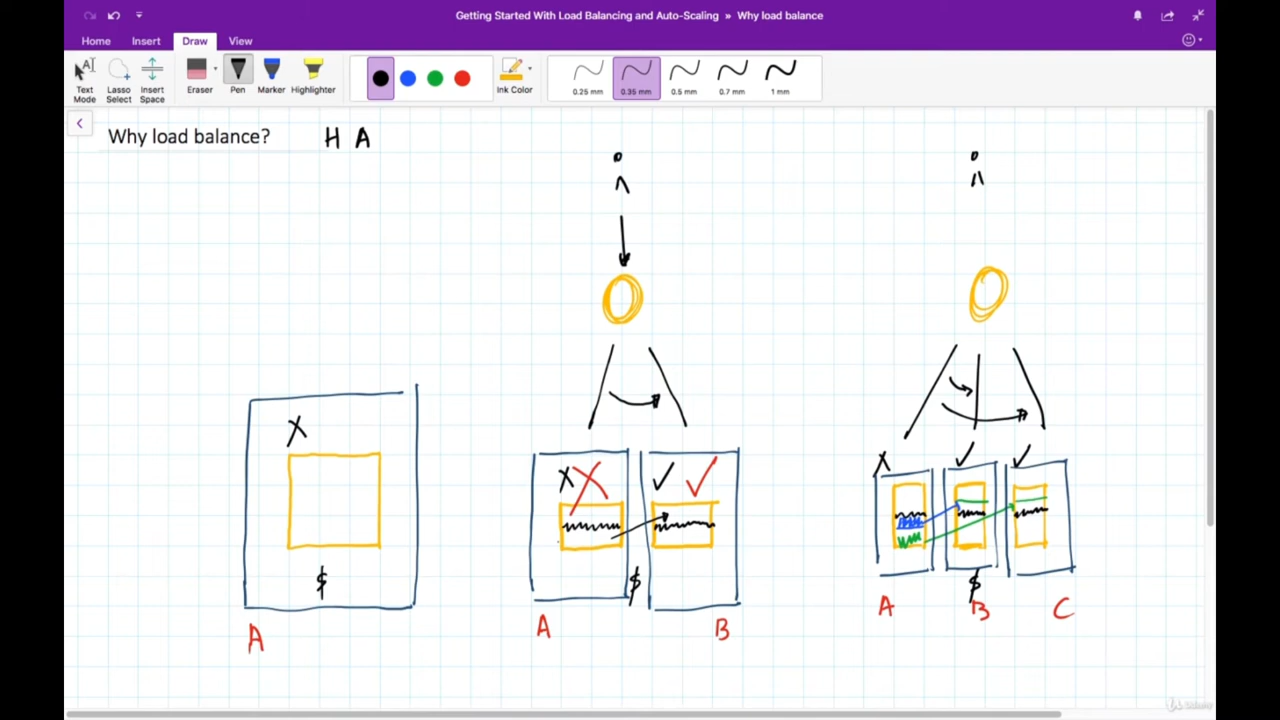 Getting Started With Load Balancing and Auto-Scaling » Why load balance
Home Insert Draw View
Text Mode
Lasso Select
Insert Space
Eraser
Pen
Marker
Highlighter
Ink Color
0.25 mm
0.35 mm
0.5 mm
0.7 mm
1 mm
Why load balance? H A
X
$
A
X X ✓ ✓
$
A B
X ✓ ✓
$
A B C
Udemy